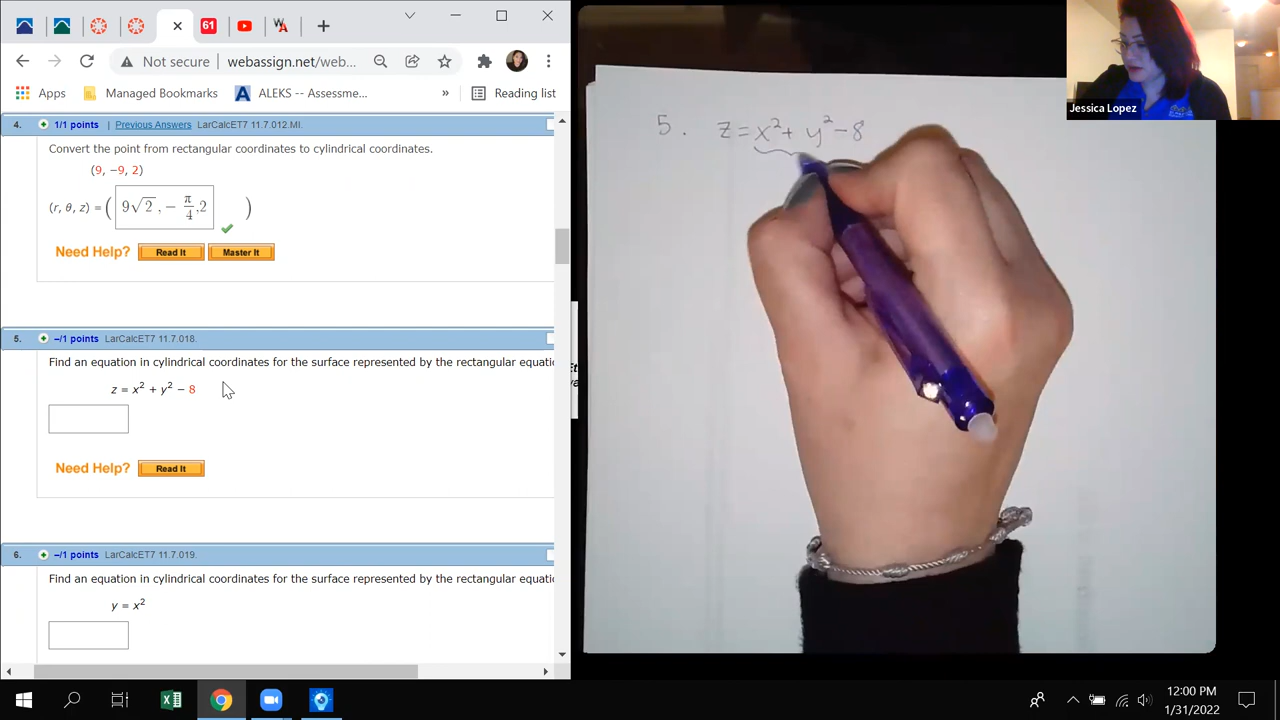 61
Not secure
webassign.net/web...
Apps
Managed Bookmarks
ALEKS -- Assessme...
»
Reading list
4.
1/1 points | Previous Answers LarCalcET7 11.7.012.MI.
Convert the point from rectangular coordinates to cylindrical coordinates.
(9, −9, 2)
(r, θ, z) = ( 9√2, − π/4, 2 )
Need Help? Read It Master It
5.
−/1 points LarCalcET7 11.7.018.
Find an equation in cylindrical coordinates for the surface represented by the rectangular equatio
z = x² + y² − 8
Need Help? Read It
6.
−/1 points LarCalcET7 11.7.019.
Find an equation in cylindrical coordinates for the surface represented by the rectangular equatio
y = x²
5. z = x² + y² − 8
Jessica Lopez
12:00 PM
1/31/2022